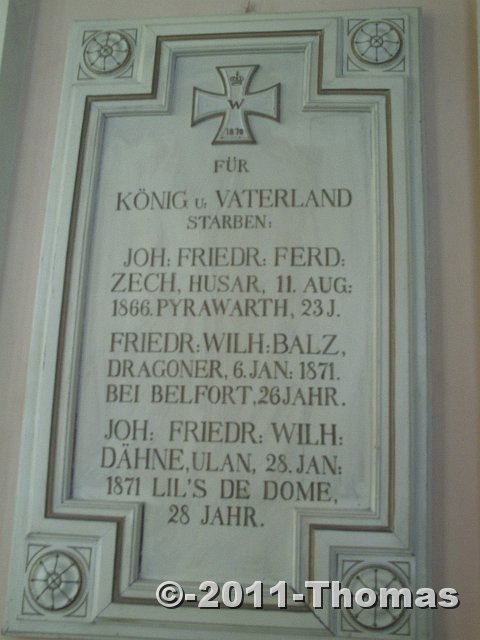 W
1870
FÜR
KÖNIG U: VATERLAND
STARBEN:
JOH: FRIEDR: FERD:
ZECH, HUSAR, 11. AUG:
1866. PYRAWARTH, 23 J.
FRIEDR: WILH: BALZ,
DRAGONER, 6. JAN: 1871.
BEI BELFORT, 26 JAHR.
JOH: FRIEDR: WILH:
DÄHNE, ULAN, 28. JAN:
1871 LIL'S DE DOME,
28 JAHR.
©-2011-Thomas